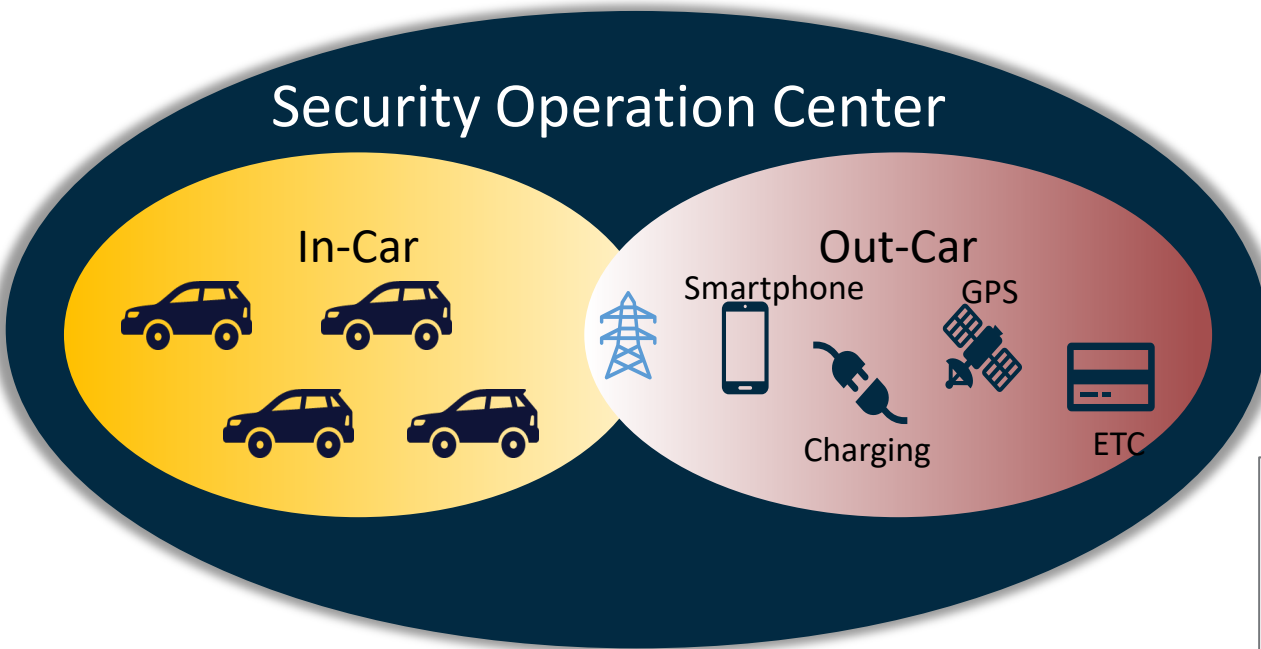 Security Operation Center
In-Car
Out-Car
Smartphone
GPS
Charging
ETC